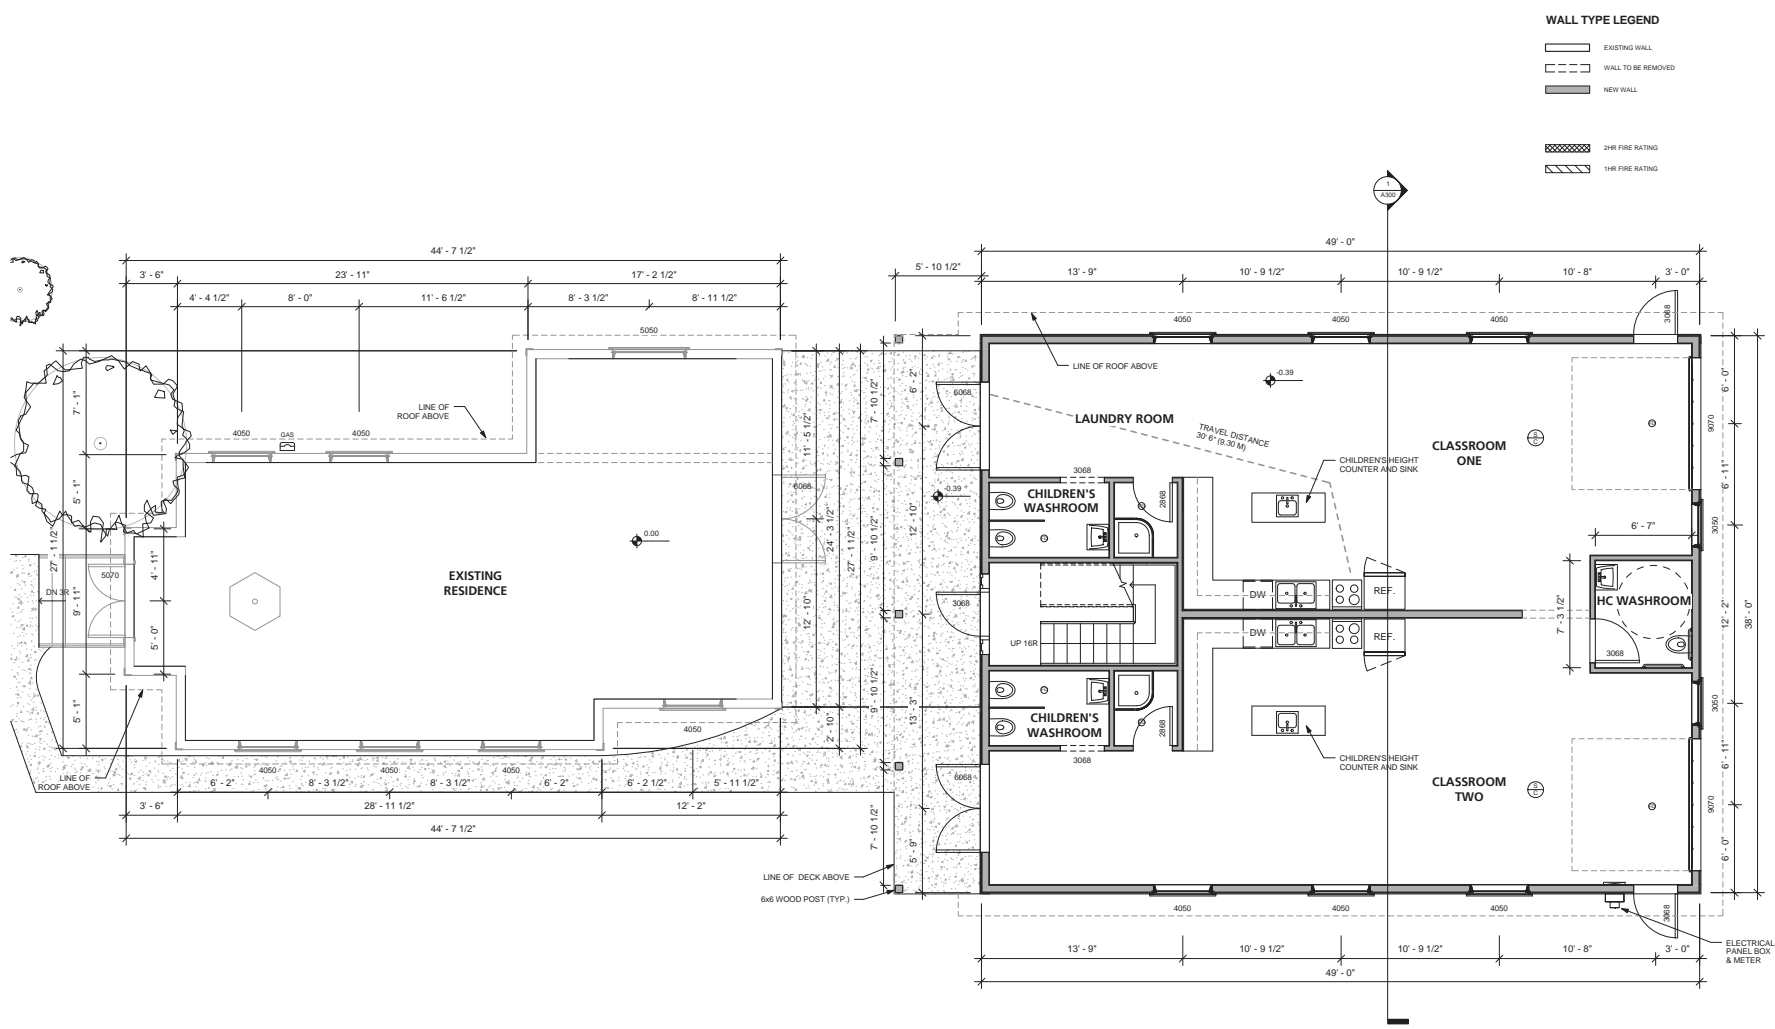 WALL TYPE LEGEND
EXISTING WALL
WALL TO BE REMOVED
NEW WALL
2HR FIRE RATING
1HR FIRE RATING
1
A300
44' - 7 1/2"
3' - 6"
23' - 11"
17' - 2 1/2"
4' - 4 1/2"
8' - 0"
11' - 6 1/2"
8' - 3 1/2"
8' - 11 1/2"
5050
LINE OF
ROOF ABOVE
4050
GAS
4050
7' - 1"
5' - 1"
27' - 11 1/2"
9' - 11"
5' - 1"
4' - 11"
5' - 0"
5070
DN 3R
0.00
EXISTING
RESIDENCE
6068
11' - 5 1/2"
24' - 3 1/2"
27' - 11 1/2"
12' - 10"
2' - 10"
4050
4050
4050
4050
LINE OF
ROOF ABOVE
6' - 2"
8' - 3 1/2"
8' - 3 1/2"
6' - 2"
6' - 2 1/2"
5' - 11 1/2"
3' - 6"
28' - 11 1/2"
12' - 2"
44' - 7 1/2"
49' - 0"
5' - 10 1/2"
13' - 9"
10' - 9 1/2"
10' - 9 1/2"
10' - 8"
3' - 0"
4050
4050
4050
3068
LINE OF ROOF ABOVE
-0.39
6' - 2"
7' - 10 1/2"
6068
LAUNDRY ROOM
TRAVEL DISTANCE
30' 6" (9.30 M)
CLASSROOM
ONE
S
C
9070
6' - 0"
6' - 11"
CHILDREN'S HEIGHT
COUNTER AND SINK
3068
CHILDREN'S
WASHROOM
2868
-0.39
12' - 10"
9' - 10 1/2"
3050
6' - 7"
7' - 3 1/2"
HC WASHROOM
3068
12' - 2"
38' - 0"
DW
REF.
DW
REF.
3068
UP 16R
9' - 10 1/2"
13' - 3"
CHILDREN'S
WASHROOM
2868
3068
3050
CHILDREN'S HEIGHT
COUNTER AND SINK
CLASSROOM
TWO
S
C
6' - 11"
9070
6' - 0"
6068
7' - 10 1/2"
5' - 9"
LINE OF DECK ABOVE
6x6 WOOD POST (TYP.)
4050
4050
4050
3068
ELECTRICAL
PANEL BOX
& METER
13' - 9"
10' - 9 1/2"
10' - 9 1/2"
10' - 8"
3' - 0"
49' - 0"